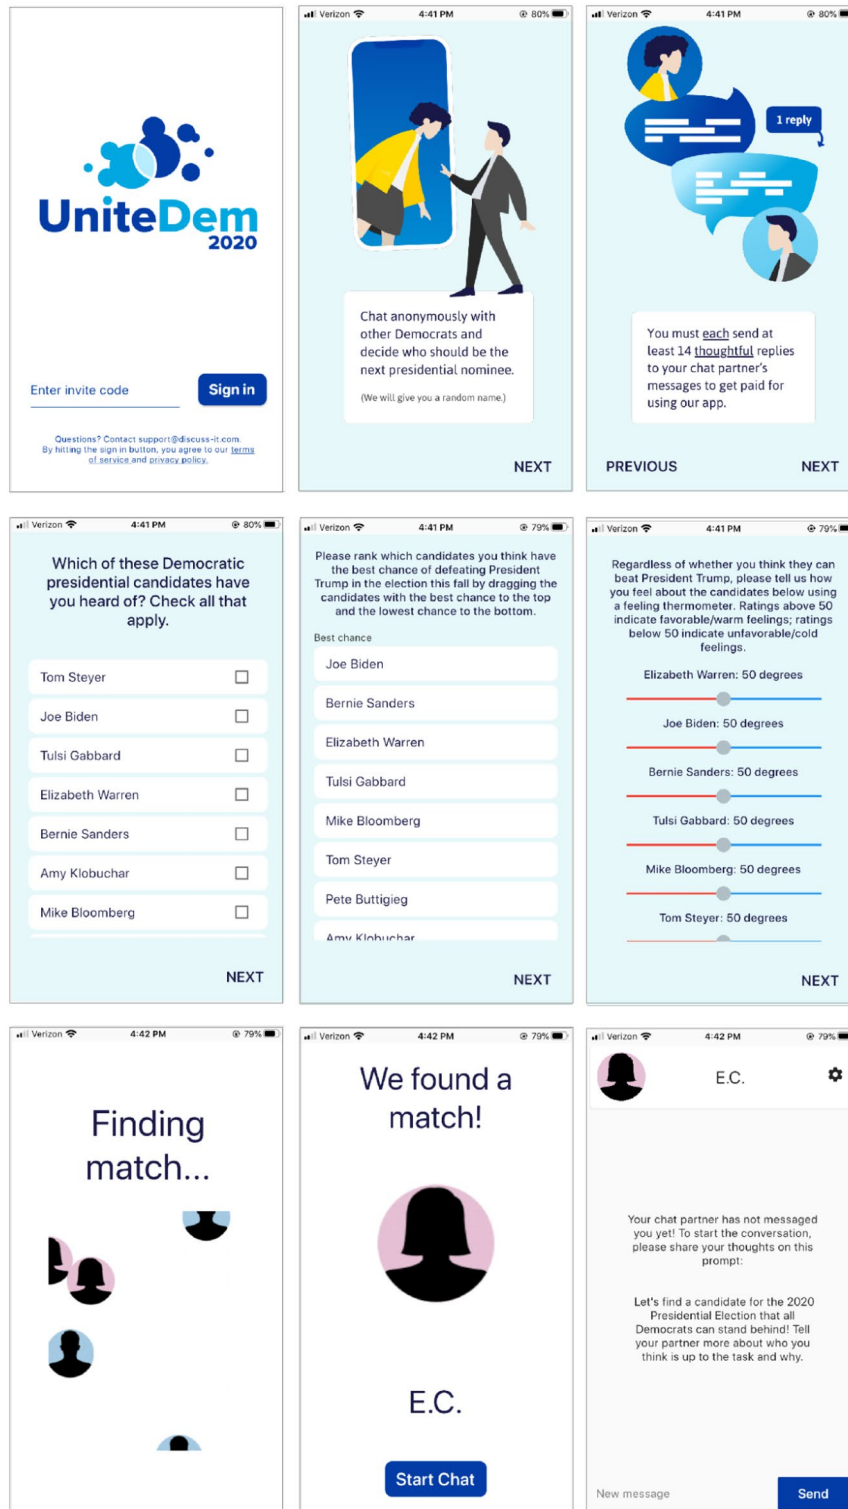 UniteDem
2020
Enter invite code
Sign in
Questions? Contact support@discuss-it.com.
By hitting the sign in button, you agree to our terms
of service and privacy policy.
Verizon 4:41 PM 80%
Chat anonymously with
other Democrats and
decide who should be the
next presidential nominee.
(We will give you a random name.)
NEXT
Verizon 4:41 PM 80%
1 reply
You must each send at
least 14 thoughtful replies
to your chat partner's
messages to get paid for
using our app.
PREVIOUS
NEXT
Verizon 4:41 PM 80%
Which of these Democratic
presidential candidates have
you heard of? Check all that
apply.
Tom Steyer
Joe Biden
Tulsi Gabbard
Elizabeth Warren
Bernie Sanders
Amy Klobuchar
Mike Bloomberg
NEXT
Verizon 4:41 PM 79%
Please rank which candidates you think have
the best chance of defeating President
Trump in the election this fall by dragging the
candidates with the best chance to the top
and the lowest chance to the bottom.
Best chance
Joe Biden
Bernie Sanders
Elizabeth Warren
Tulsi Gabbard
Mike Bloomberg
Tom Steyer
Pete Buttigieg
Amy Klobuchar
NEXT
Verizon 4:41 PM 79%
Regardless of whether you think they can
beat President Trump, please tell us how
you feel about the candidates below using
a feeling thermometer. Ratings above 50
indicate favorable/warm feelings; ratings
below 50 indicate unfavorable/cold
feelings.
Elizabeth Warren: 50 degrees
Joe Biden: 50 degrees
Bernie Sanders: 50 degrees
Tulsi Gabbard: 50 degrees
Mike Bloomberg: 50 degrees
Tom Steyer: 50 degrees
NEXT
Verizon 4:42 PM 79%
Finding
match...
Verizon 4:42 PM 79%
We found a
match!
E.C.
Start Chat
Verizon 4:42 PM 79%
E.C.
Your chat partner has not messaged
you yet! To start the conversation,
please share your thoughts on this
prompt:
Let's find a candidate for the 2020
Presidential Election that all
Democrats can stand behind! Tell
your partner more about who you
think is up to the task and why.
New message
Send